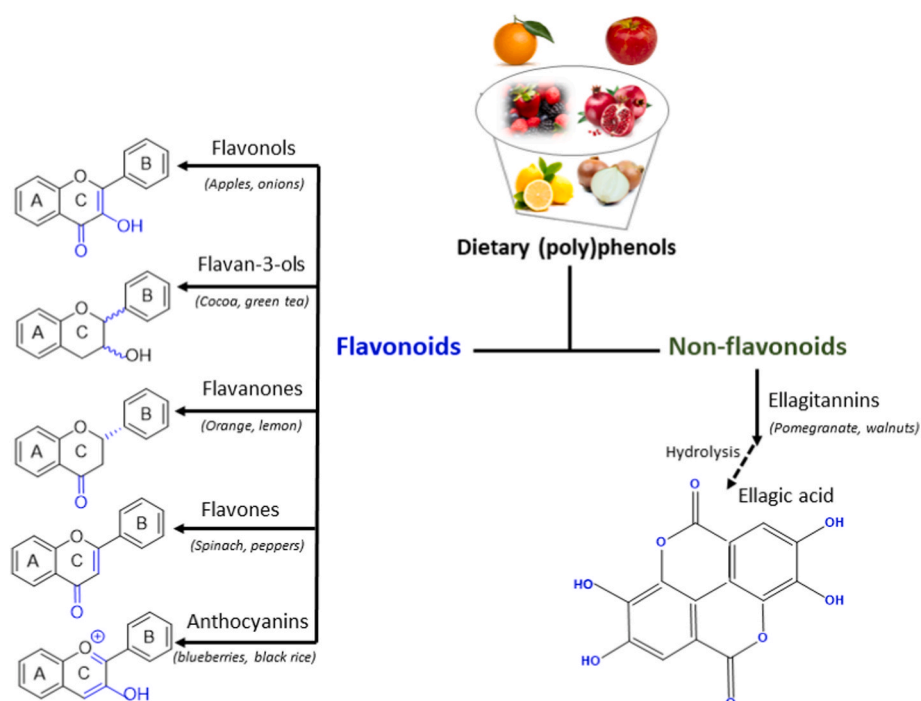 Dietary (poly)phenols
Flavonoids
Non-flavonoids
Flavonols
(Apples, onions)
A
C
B
O
O
OH
Flavan-3-ols
(Cocoa, green tea)
A
C
B
O
OH
Flavanones
(Orange, lemon)
A
C
B
O
O
Flavones
(Spinach, peppers)
A
C
B
O
O
Anthocyanins
(blueberries, black rice)
A
C
B
O
+
OH
Ellagitannins
(Pomegranate, walnuts)
Hydrolysis
Ellagic acid
O
O
OH
OH
HO
HO
O
O